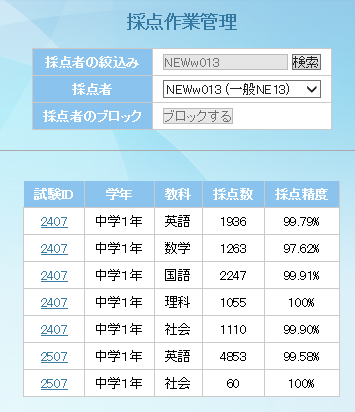 採点作業管理
採点者の絞込み NEWw013 検索
採点者 NEWw013 (一般NE13)
採点者のブロック ブロックする
試験ID 学年 教科 採点数 採点精度
2407 中学1年 英語 1936 99.79%
2407 中学1年 数学 1263 97.62%
2407 中学1年 国語 2247 99.91%
2407 中学1年 理科 1055 100%
2407 中学1年 社会 1110 99.90%
2507 中学1年 英語 4853 99.58%
2507 中学1年 社会 60 100%